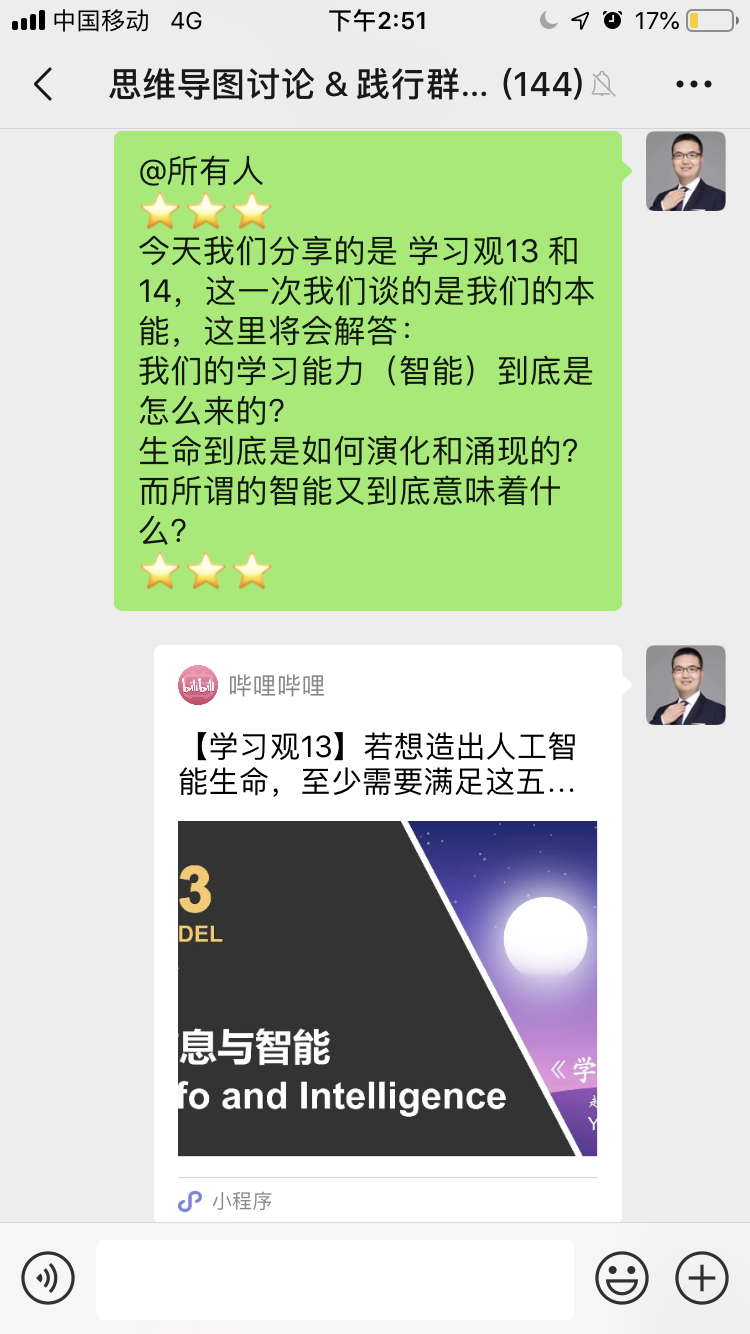 中国移动 4G 下午2:51 17%
思维导图讨论 & 践行群... (144)
@所有人
⭐⭐⭐
今天我们分享的是 学习观13 和
14，这一次我们谈的是我们的本
能，这里将会解答：
我们的学习能力（智能）到底是
怎么来的?
生命到底是如何演化和涌现的?
而所谓的智能又到底意味着什
么?
⭐⭐⭐
bilibili 哔哩哔哩
【学习观13】若想造出人工智
能生命，至少需要满足这五...
3
DEL
息与智能
fo and Intelligence
《学
Y
小程序